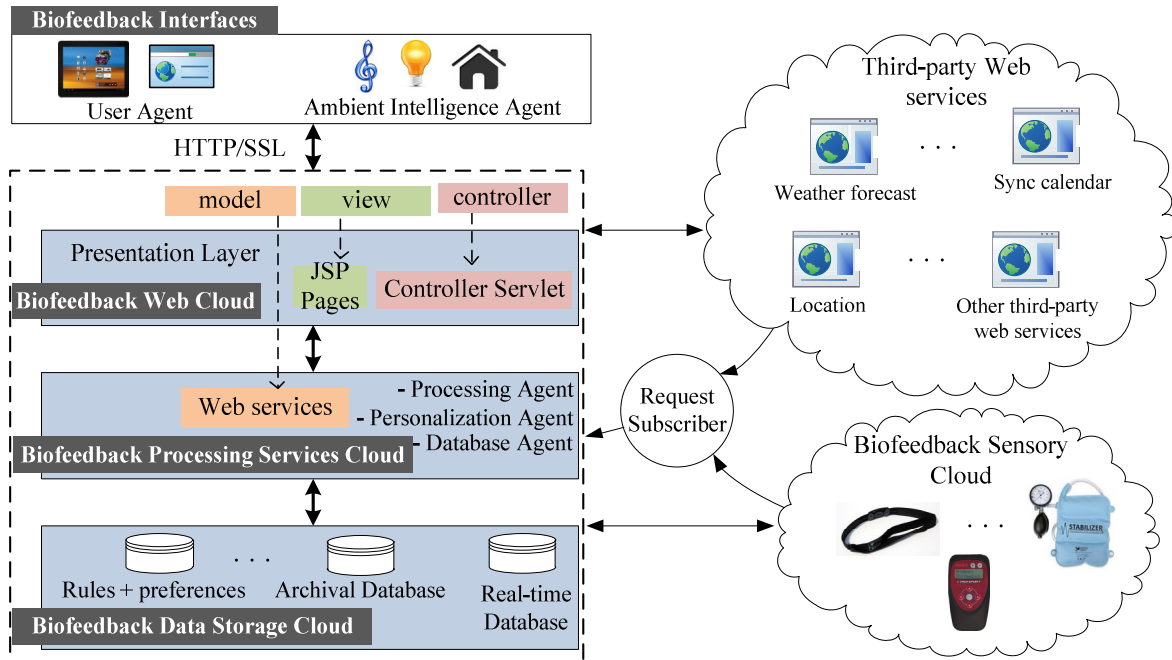 Biofeedback Interfaces
User Agent
Ambient Intelligence Agent
HTTP/SSL
model
view
controller
Presentation Layer
JSP
Pages
Controller Servlet
Biofeedback Web Cloud
Web services
- Processing Agent
- Personalization Agent
- Database Agent
Biofeedback Processing Services Cloud
Rules + preferences
. . .
Archival Database
Real-time
Database
Biofeedback Data Storage Cloud
Third-party Web
services
. . .
Weather forecast
Sync calendar
. . .
Location
Other third-party
web services
Request
Subscriber
Biofeedback Sensory
Cloud
. . .
STABILIZER